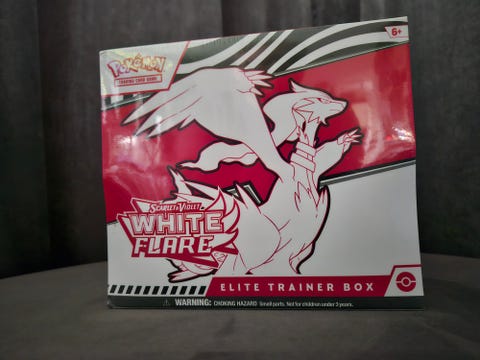 Pokémon
TRADING CARD GAME
6+
SCARLET & VIOLET
WHITE
FLARE
ELITE TRAINER BOX
WARNING: CHOKING HAZARD Small parts. Not for children under 3 years.